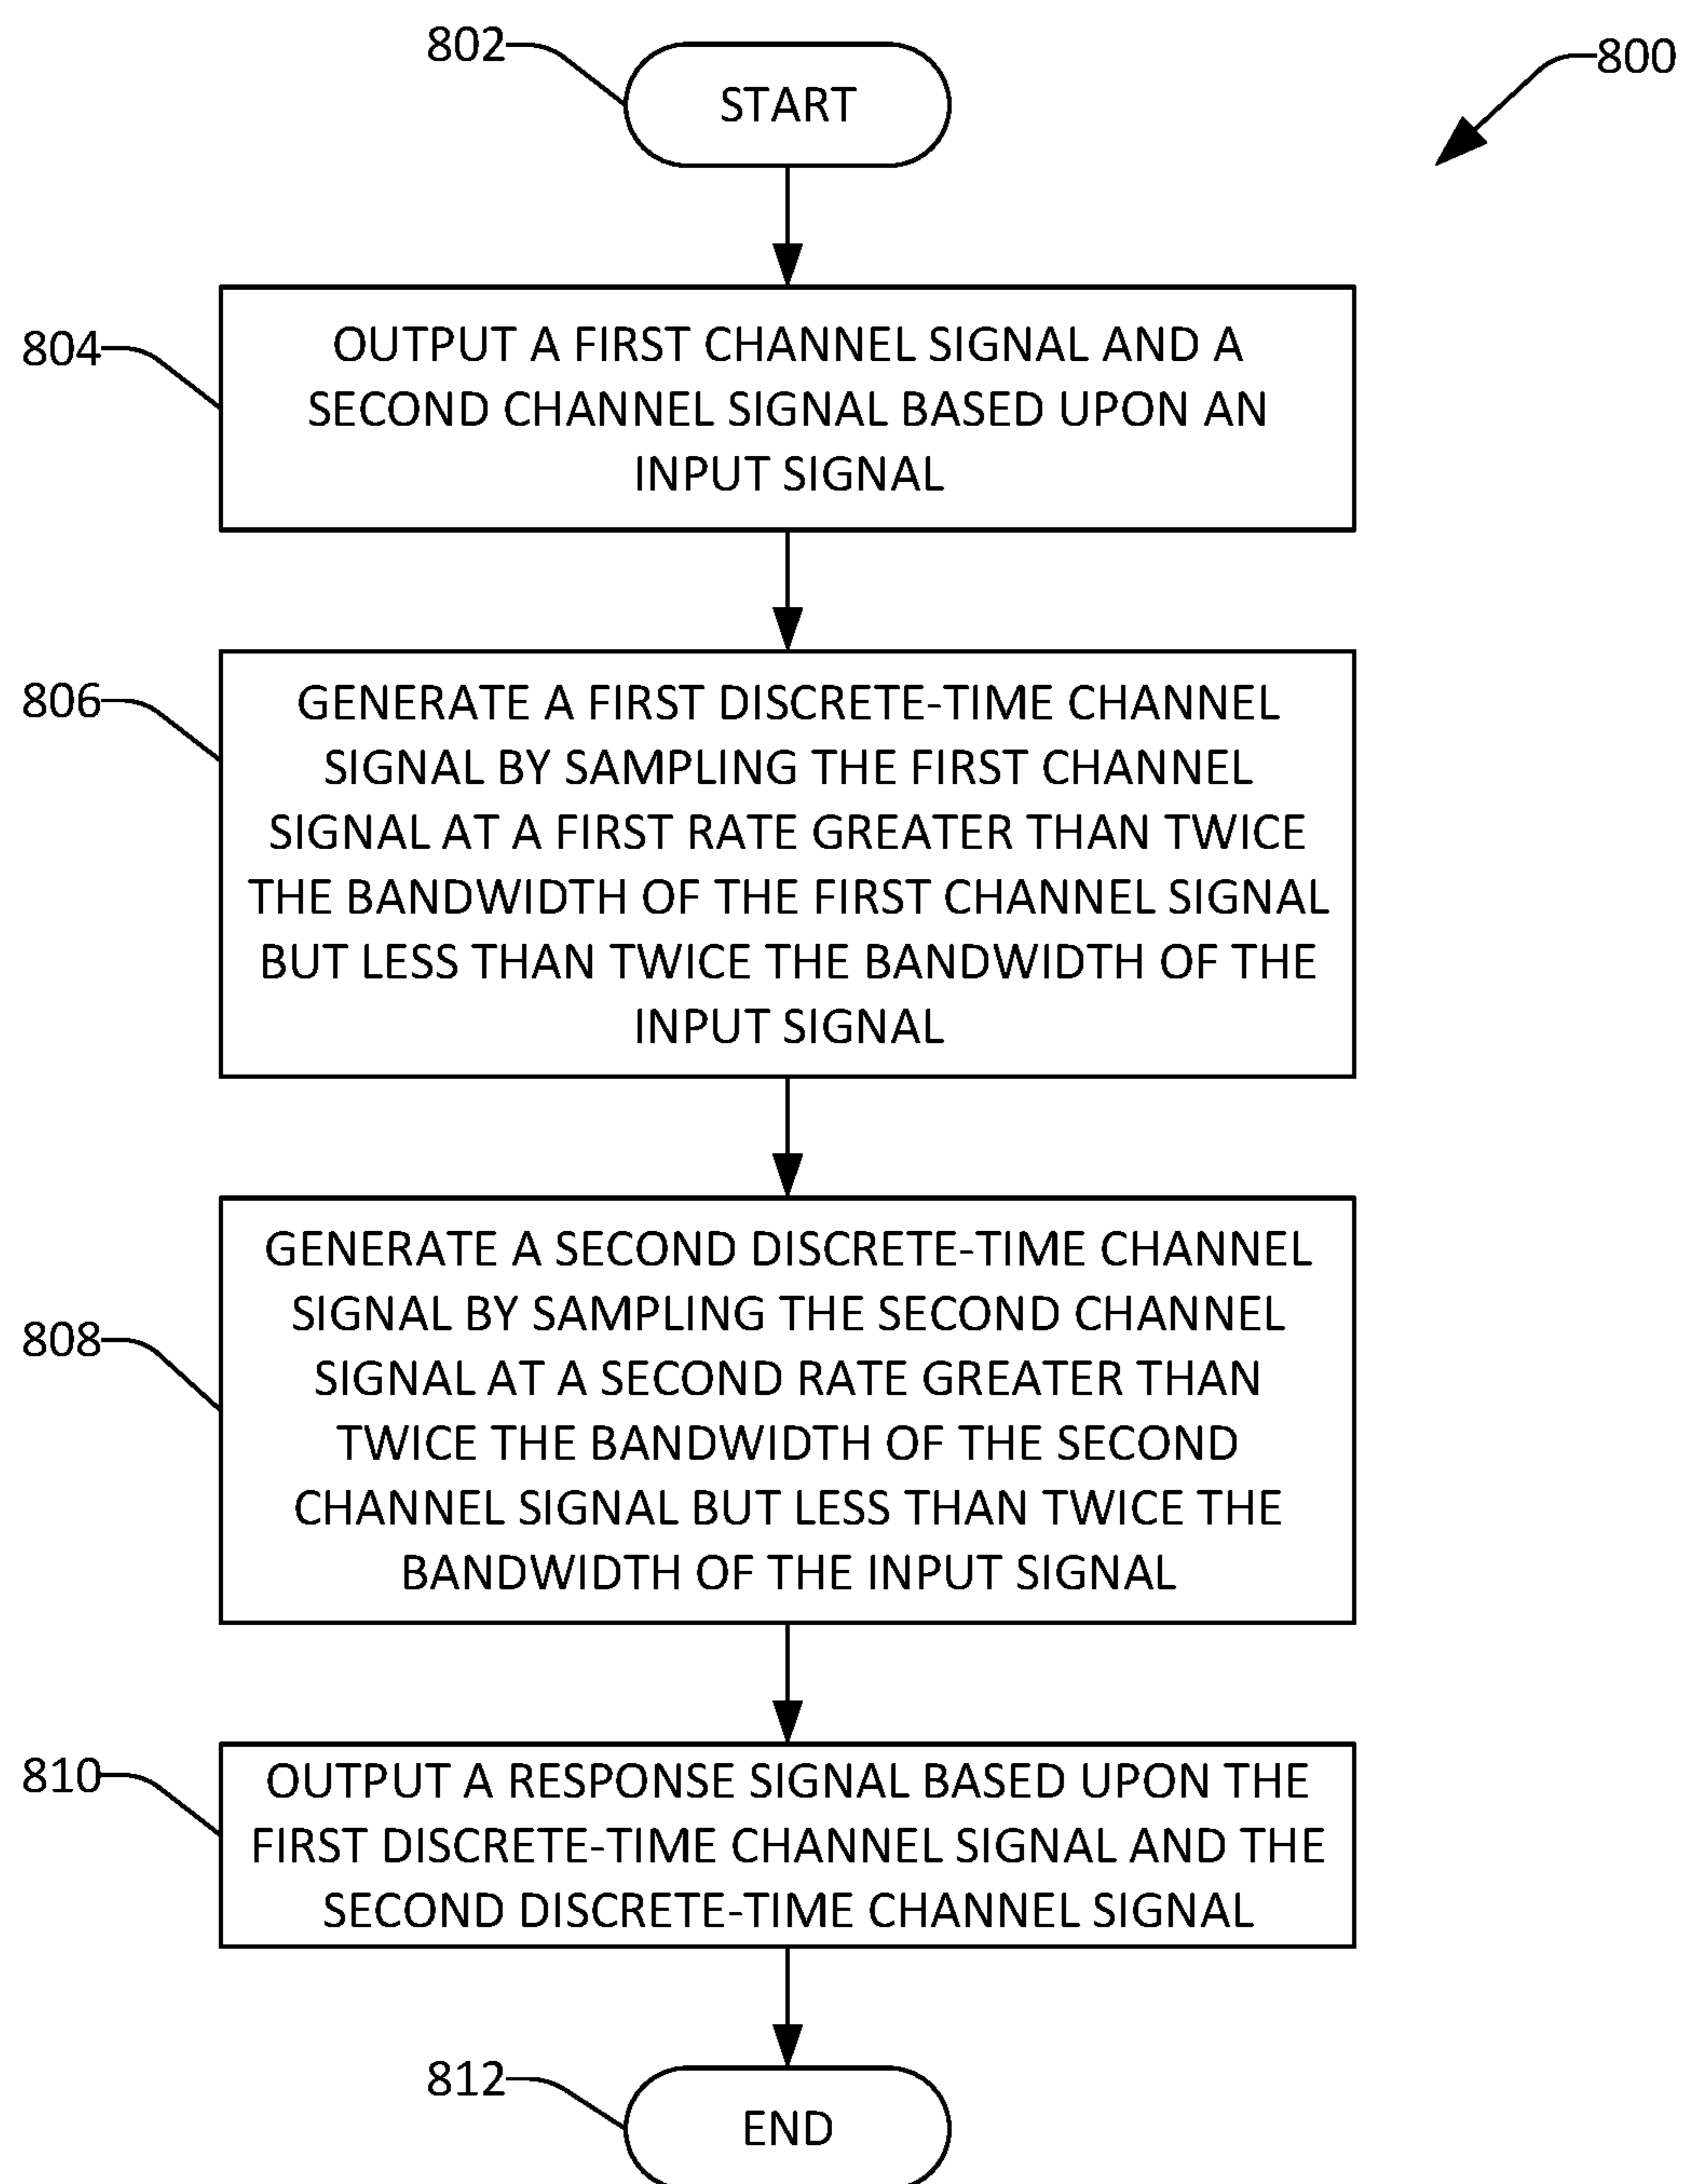 802
START
800
804
OUTPUT A FIRST CHANNEL SIGNAL AND A
SECOND CHANNEL SIGNAL BASED UPON AN
INPUT SIGNAL
806
GENERATE A FIRST DISCRETE-TIME CHANNEL
SIGNAL BY SAMPLING THE FIRST CHANNEL
SIGNAL AT A FIRST RATE GREATER THAN TWICE
THE BANDWIDTH OF THE FIRST CHANNEL SIGNAL
BUT LESS THAN TWICE THE BANDWIDTH OF THE
INPUT SIGNAL
808
GENERATE A SECOND DISCRETE-TIME CHANNEL
SIGNAL BY SAMPLING THE SECOND CHANNEL
SIGNAL AT A SECOND RATE GREATER THAN
TWICE THE BANDWIDTH OF THE SECOND
CHANNEL SIGNAL BUT LESS THAN TWICE THE
BANDWIDTH OF THE INPUT SIGNAL
810
OUTPUT A RESPONSE SIGNAL BASED UPON THE
FIRST DISCRETE-TIME CHANNEL SIGNAL AND THE
SECOND DISCRETE-TIME CHANNEL SIGNAL
812
END